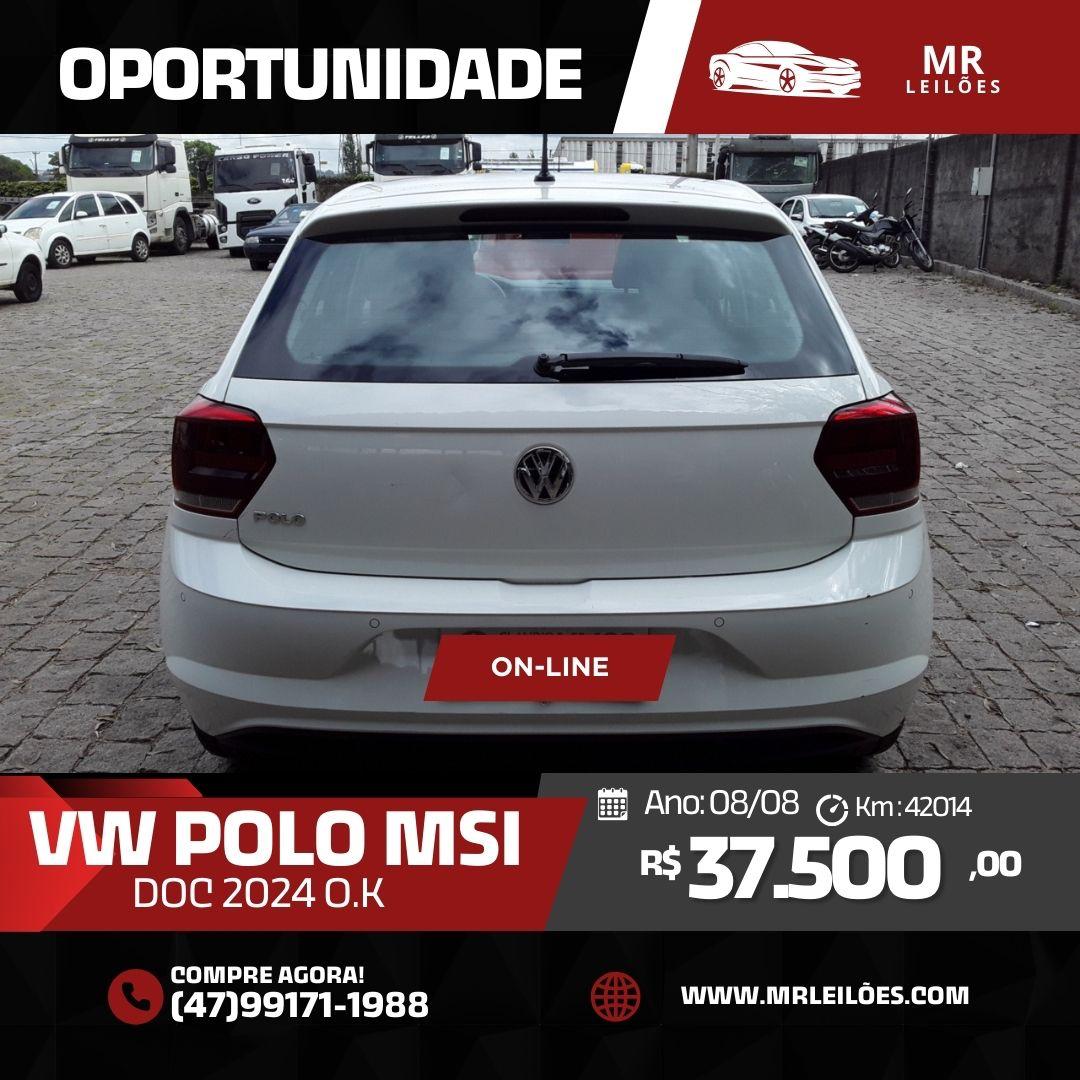 OPORTUNIDADE
MR
LEILÕES
POLO
ON-LINE
VW POLO MSI
DOC 2024 O.K
Ano: 08/08
Km: 42014
R$ 37.500 ,00
COMPRE AGORA!
(47)99171-1988
WWW.MRLEILÕES.COM